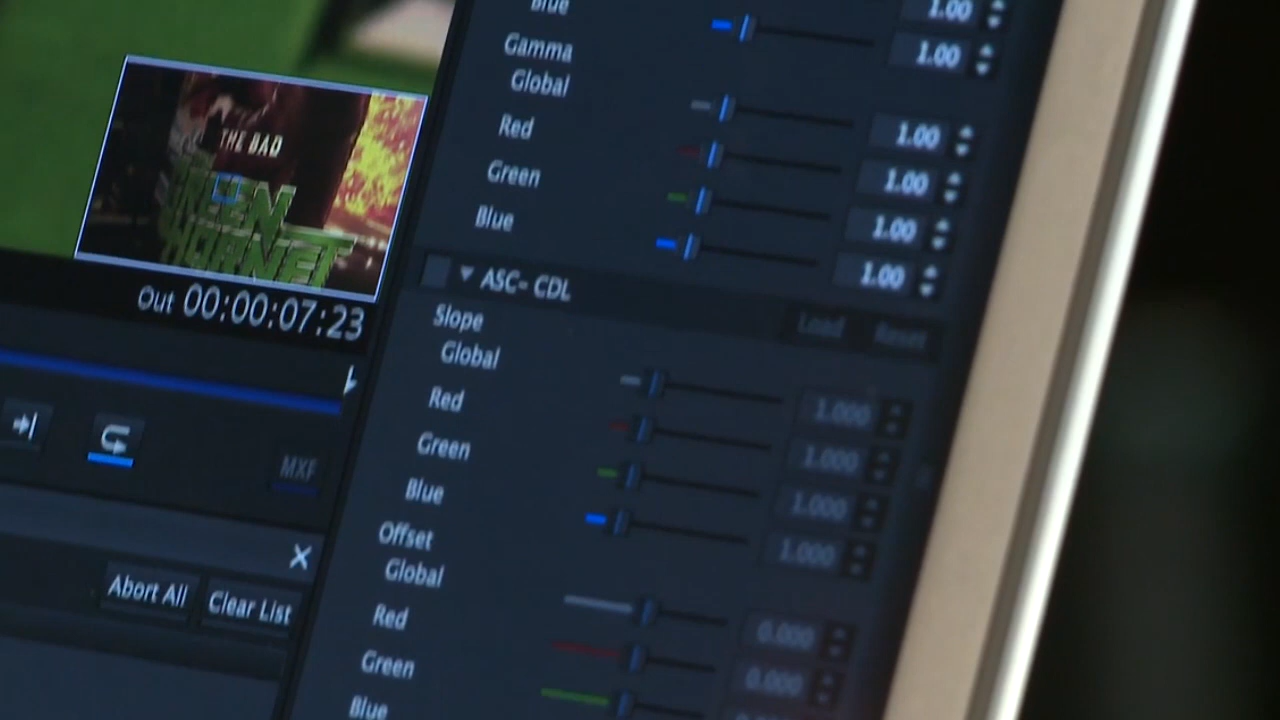 Blue 1.00
1.00
Gamma
Global 1.00
Red 1.00
Green 1.00
Blue 1.00
THE BAD
GREEN
HORNET
Out 00:00:07:23
ASC- CDL Load Reset
Slope
Global 1.000
Red 1.000
Green 1.000
Blue 1.000
Offset
Global 0.000
Red 0.000
Green
Blue
MXF
Abort All Clear List